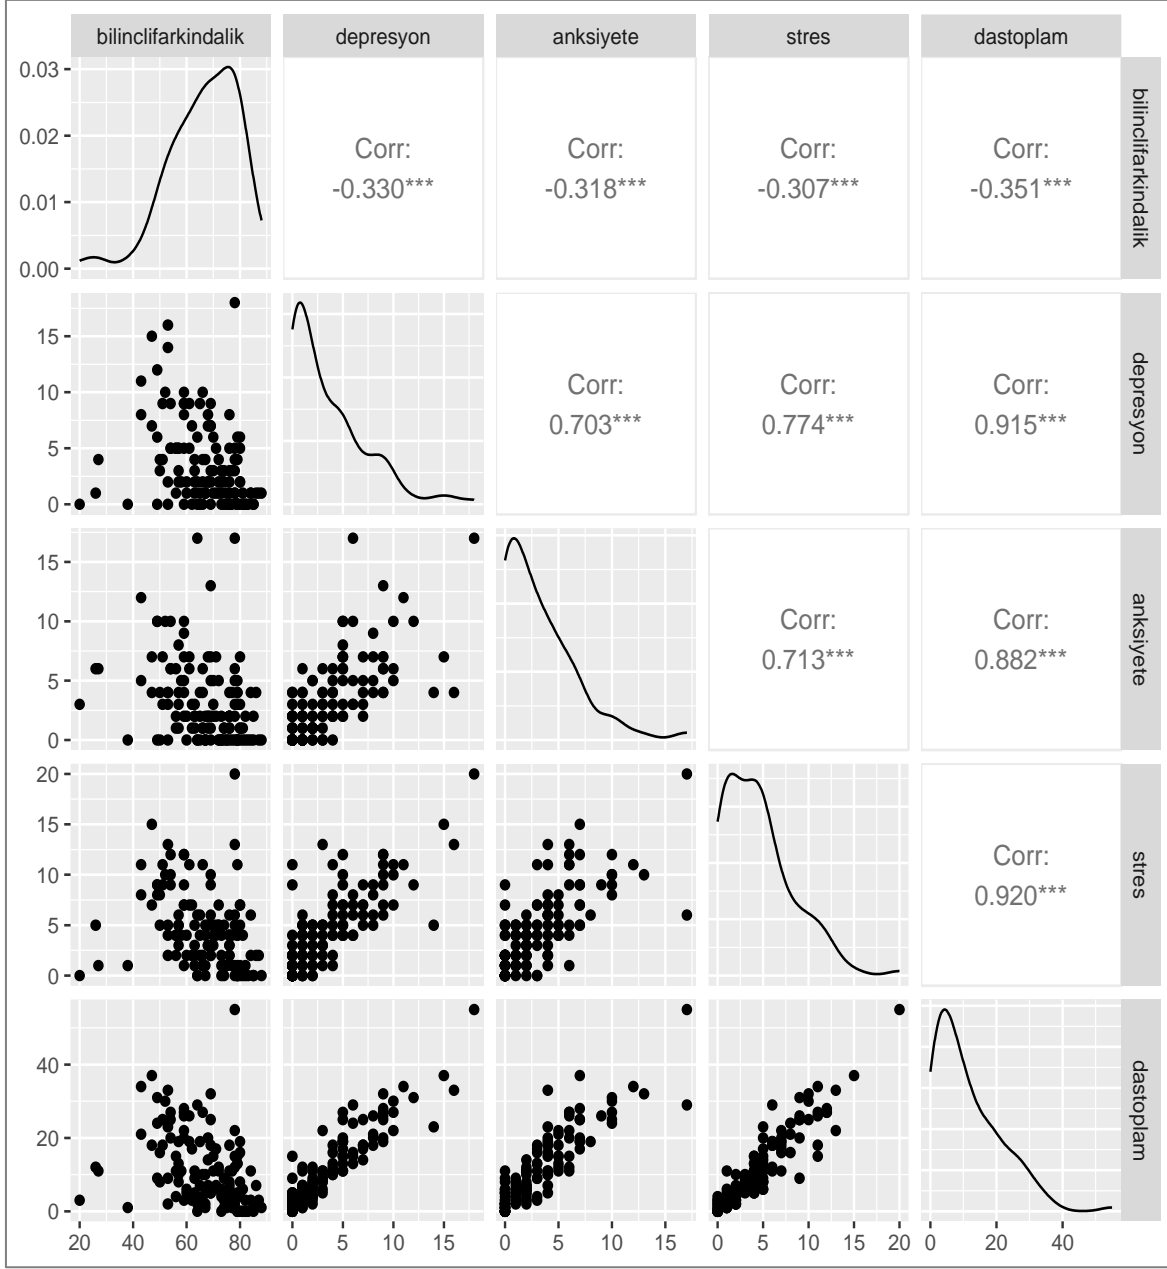 bilinclifarkindalik depresyon anksiyete stres dastoplam
0.03
0.02
0.01
0.00
Corr:
-0.330***
Corr:
-0.318***
Corr:
-0.307***
Corr:
-0.351***
bilinclifarkindalik
15
10
5
0
Corr:
0.703***
Corr:
0.774***
Corr:
0.915***
depresyon
15
10
5
0
Corr:
0.713***
Corr:
0.882***
anksiyete
20
15
10
5
0
Corr:
0.920***
stres
40
20
0
dastoplam
20 40 60 80 0 5 10 15 0 5 10 15 0 5 10 15 20 0 20 40